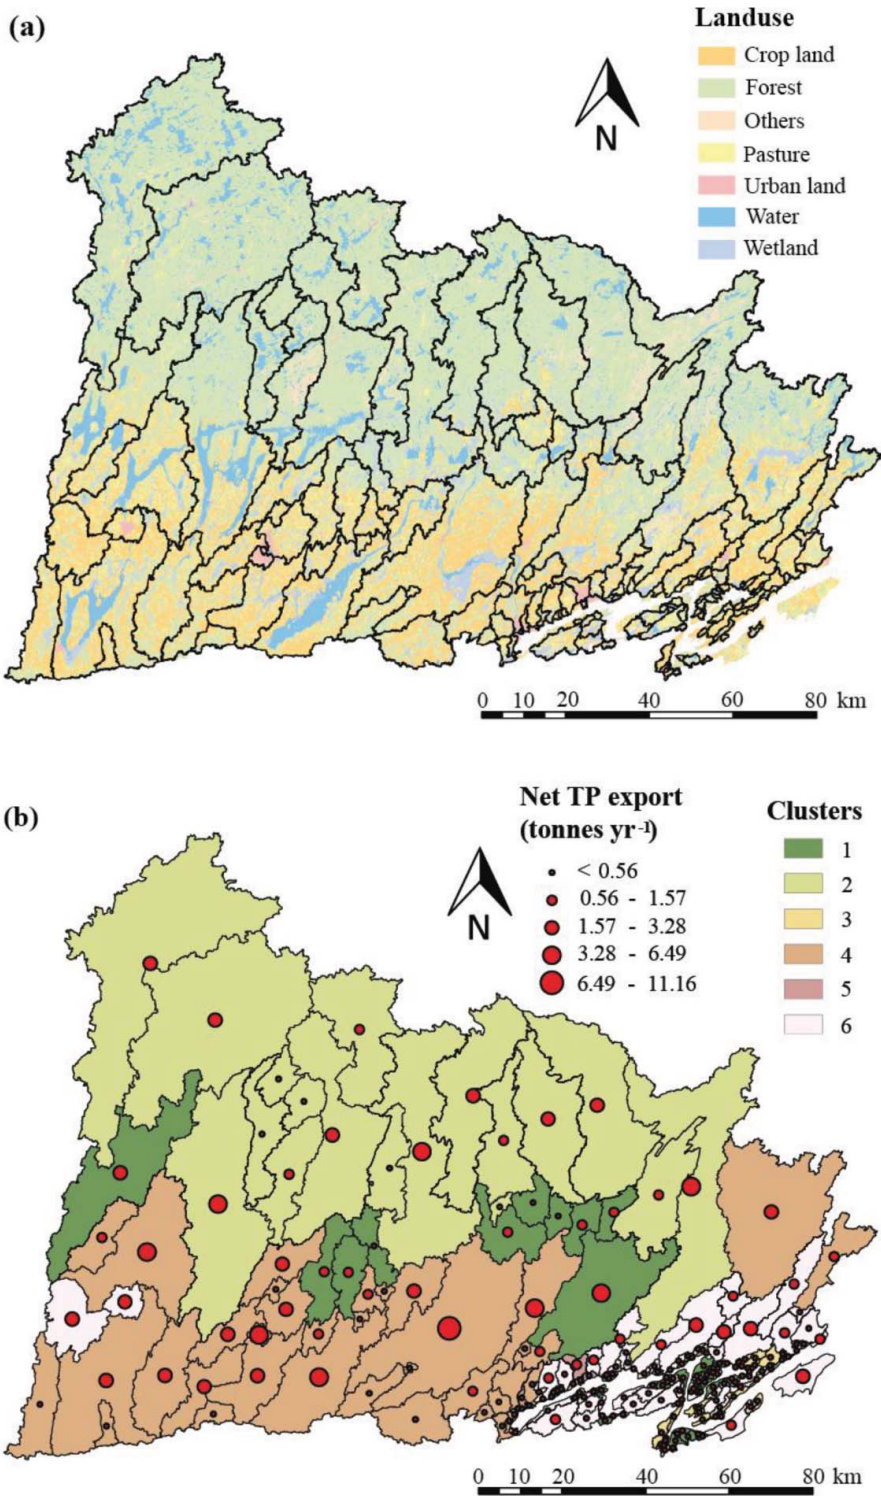 (a)
Landuse
Crop land
Forest
Others
Pasture
Urban land
Water
Wetland
N
0 10 20 40 60 80 km
(b)
Net TP export
(tonnes yr⁻¹)
< 0.56
0.56 - 1.57
1.57 - 3.28
3.28 - 6.49
6.49 - 11.16
Clusters
1
2
3
4
5
6
N
0 10 20 40 60 80 km